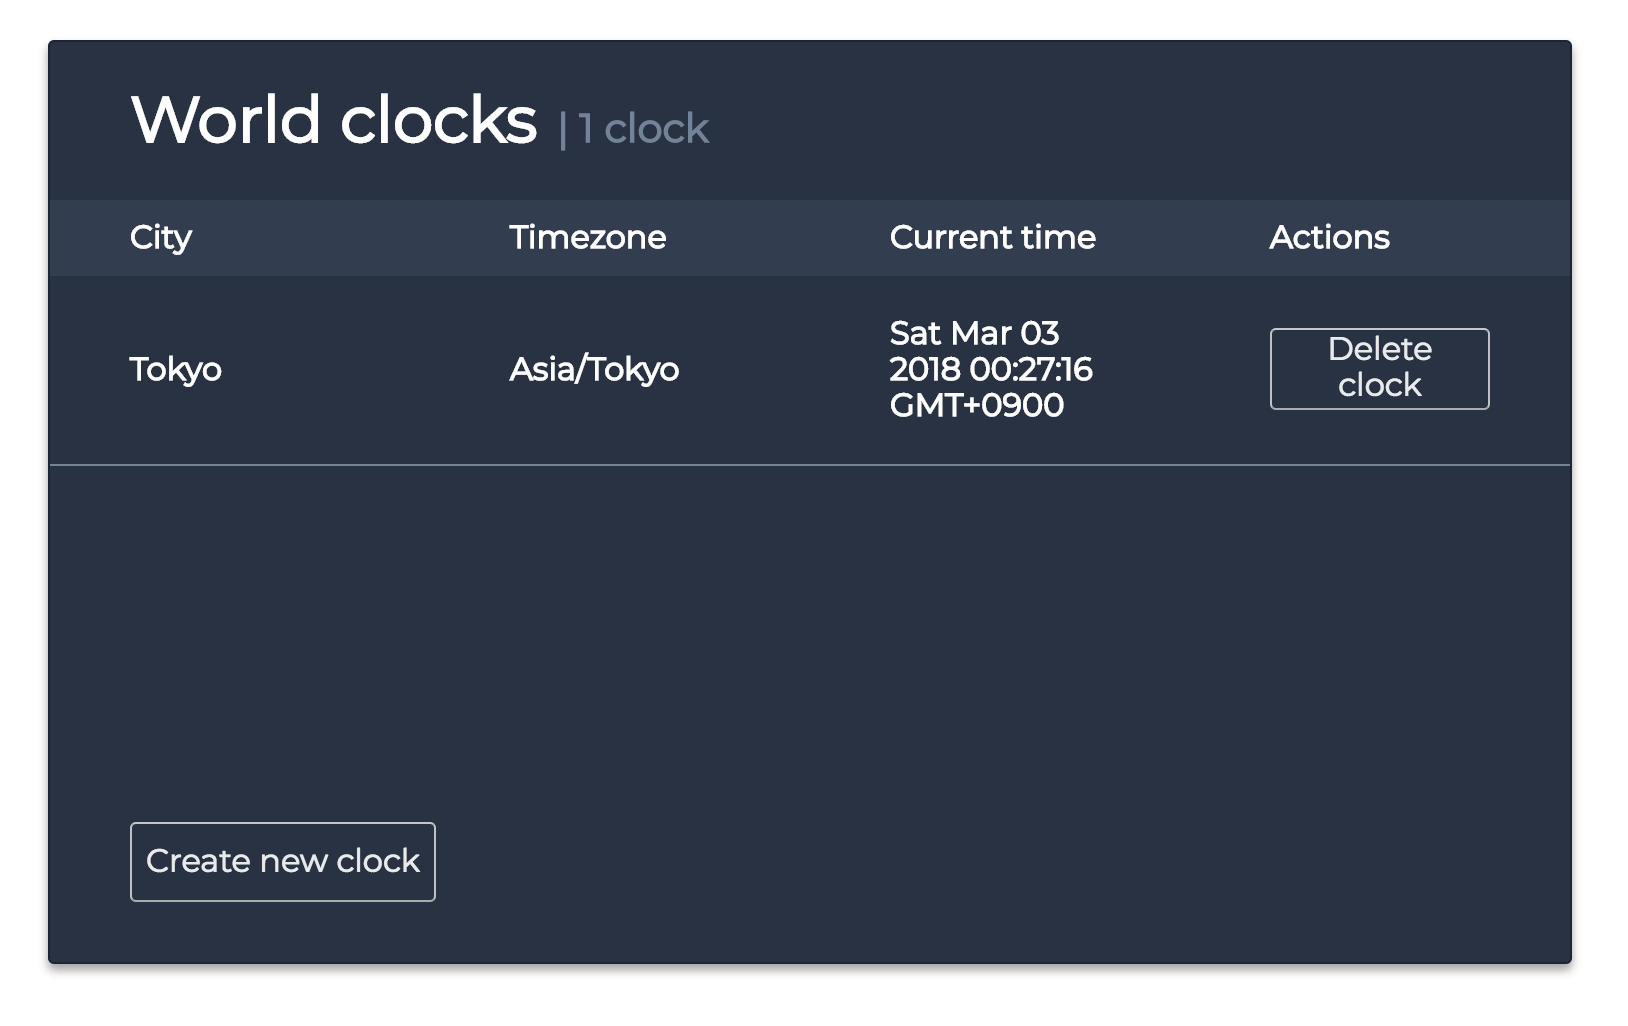 World clocks | 1 clock
City Timezone Current time Actions
Tokyo Asia/Tokyo
Sat Mar 03
2018 00:27:16
GMT+0900
Delete
clock
Create new clock